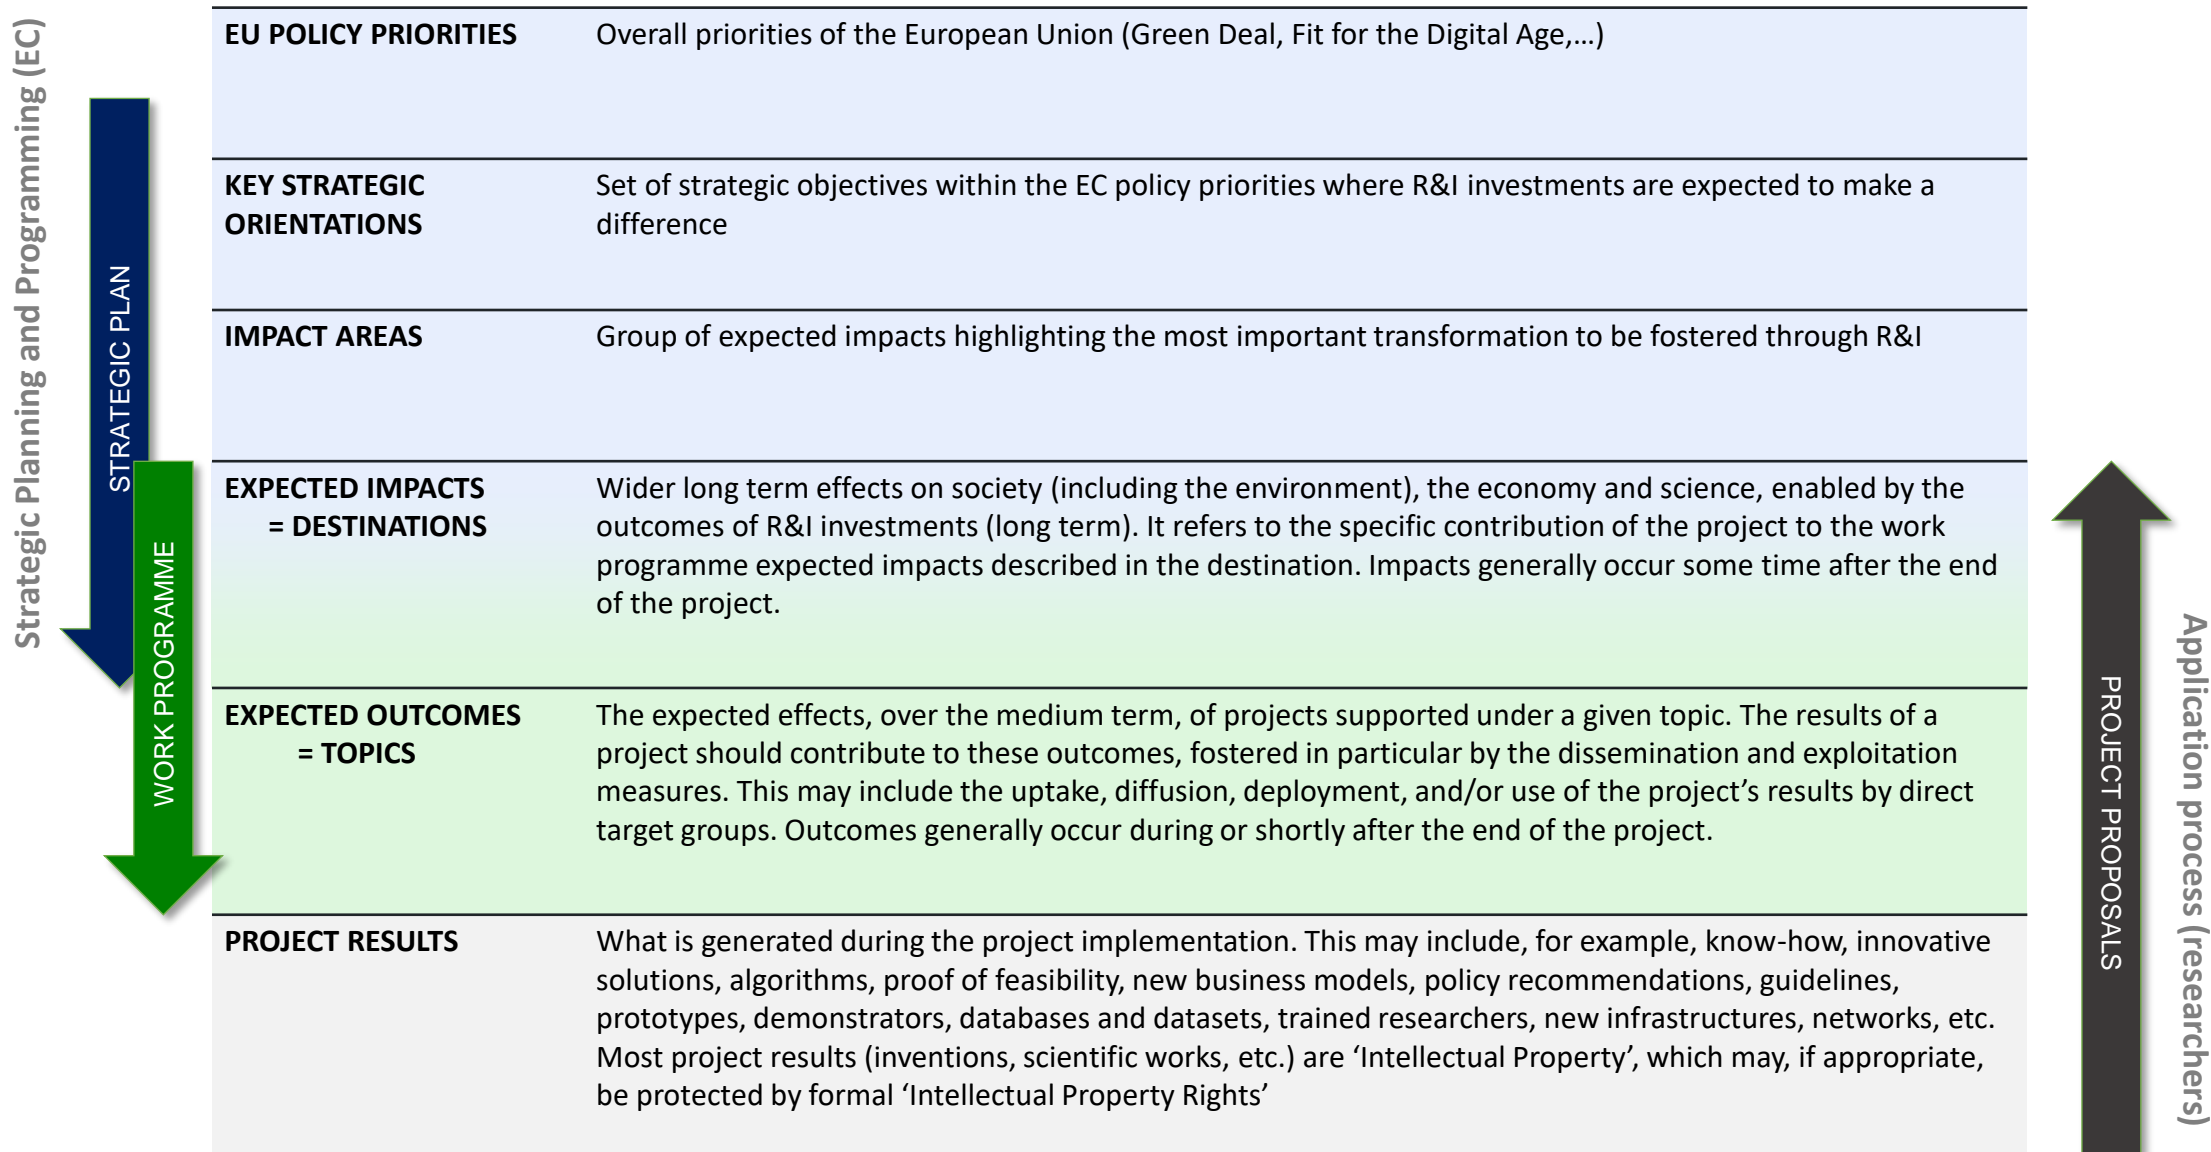 Strategic Planning and Programming (EC)
STRATEGIC PLAN
WORK PROGRAMME
EU POLICY PRIORITIES
Overall priorities of the European Union (Green Deal, Fit for the Digital Age,...)
KEY STRATEGIC
ORIENTATIONS
Set of strategic objectives within the EC policy priorities where R&I investments are expected to make a
difference
IMPACT AREAS
Group of expected impacts highlighting the most important transformation to be fostered through R&I
EXPECTED IMPACTS
= DESTINATIONS
Wider long term effects on society (including the environment), the economy and science, enabled by the
outcomes of R&I investments (long term). It refers to the specific contribution of the project to the work
programme expected impacts described in the destination. Impacts generally occur some time after the end
of the project.
EXPECTED OUTCOMES
= TOPICS
The expected effects, over the medium term, of projects supported under a given topic. The results of a
project should contribute to these outcomes, fostered in particular by the dissemination and exploitation
measures. This may include the uptake, diffusion, deployment, and/or use of the project’s results by direct
target groups. Outcomes generally occur during or shortly after the end of the project.
PROJECT RESULTS
What is generated during the project implementation. This may include, for example, know-how, innovative
solutions, algorithms, proof of feasibility, new business models, policy recommendations, guidelines,
prototypes, demonstrators, databases and datasets, trained researchers, new infrastructures, networks, etc.
Most project results (inventions, scientific works, etc.) are ‘Intellectual Property’, which may, if appropriate,
be protected by formal ‘Intellectual Property Rights’
PROJECT PROPOSALS
Application process (researchers)